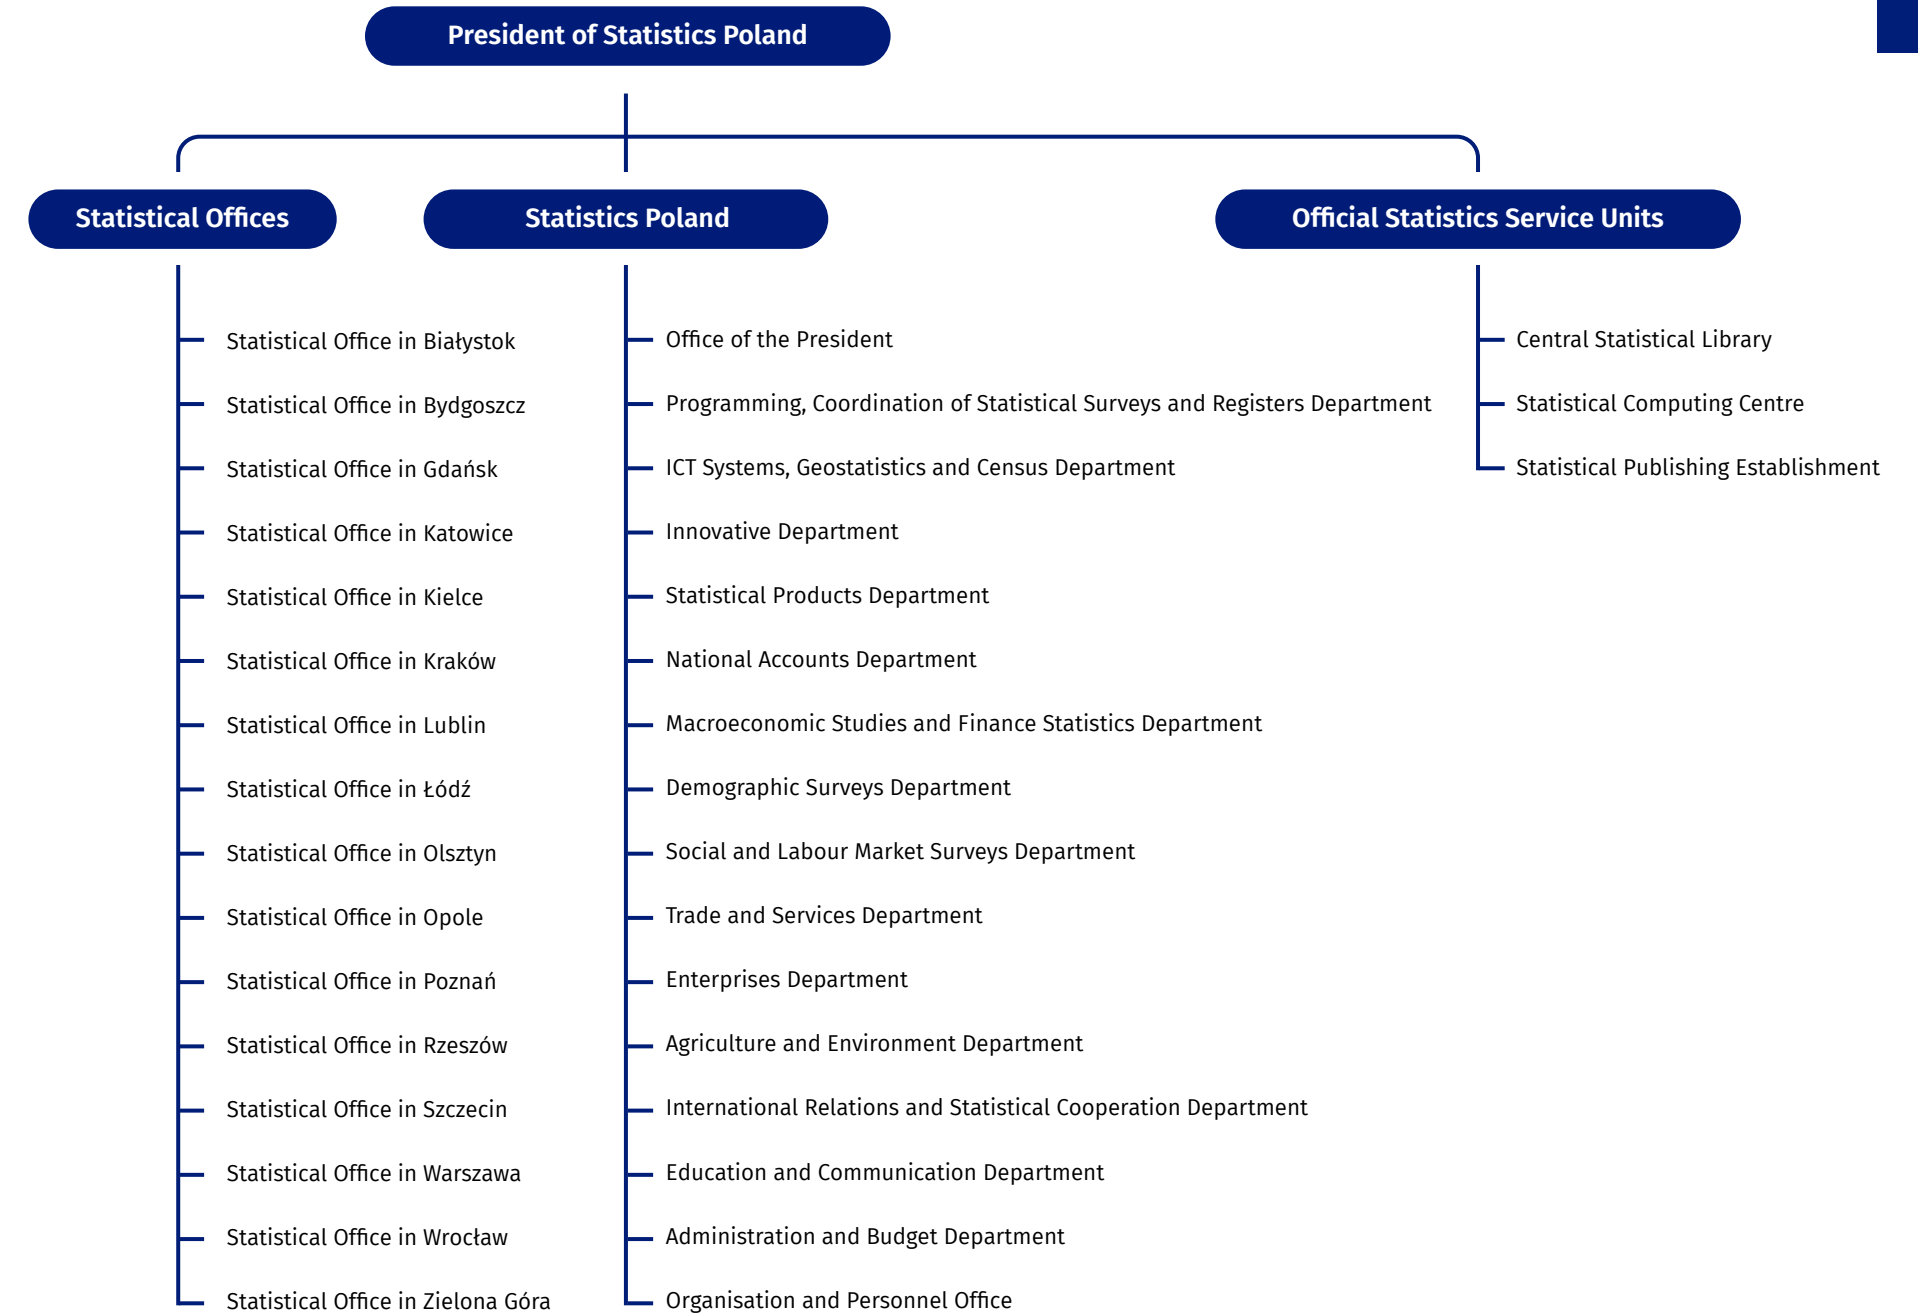 President of Statistics Poland
Statistical Offices
Statistical Office in Białystok
Statistical Office in Bydgoszcz
Statistical Office in Gdańsk
Statistical Office in Katowice
Statistical Office in Kielce
Statistical Office in Kraków
Statistical Office in Lublin
Statistical Office in Łódź
Statistical Office in Olsztyn
Statistical Office in Opole
Statistical Office in Poznań
Statistical Office in Rzeszów
Statistical Office in Szczecin
Statistical Office in Warszawa
Statistical Office in Wrocław
Statistical Office in Zielona Góra
Statistics Poland
Office of the President
Programming, Coordination of Statistical Surveys and Registers Department
ICT Systems, Geostatistics and Census Department
Innovative Department
Statistical Products Department
National Accounts Department
Macroeconomic Studies and Finance Statistics Department
Demographic Surveys Department
Social and Labour Market Surveys Department
Trade and Services Department
Enterprises Department
Agriculture and Environment Department
International Relations and Statistical Cooperation Department
Education and Communication Department
Administration and Budget Department
Organisation and Personnel Office
Official Statistics Service Units
Central Statistical Library
Statistical Computing Centre
Statistical Publishing Establishment